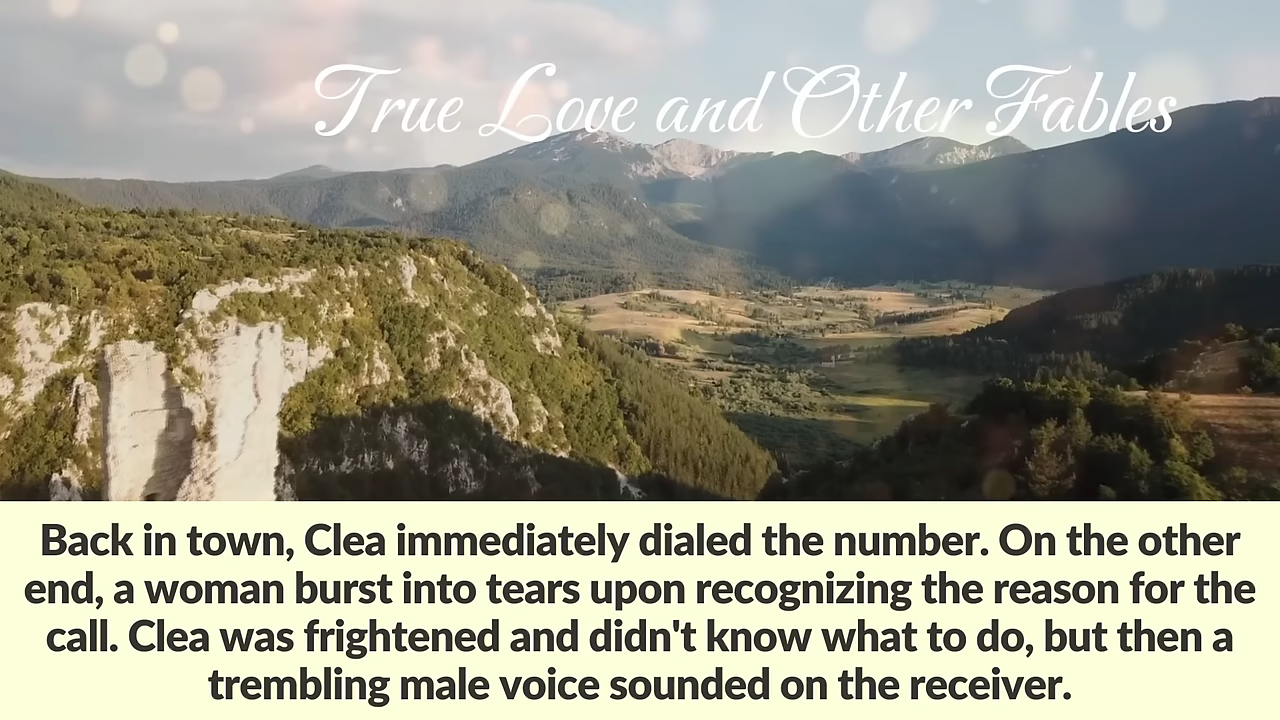 True Love and Other Fables
Back in town, Clea immediately dialed the number. On the other
end, a woman burst into tears upon recognizing the reason for the
call. Clea was frightened and didn't know what to do, but then a
trembling male voice sounded on the receiver.